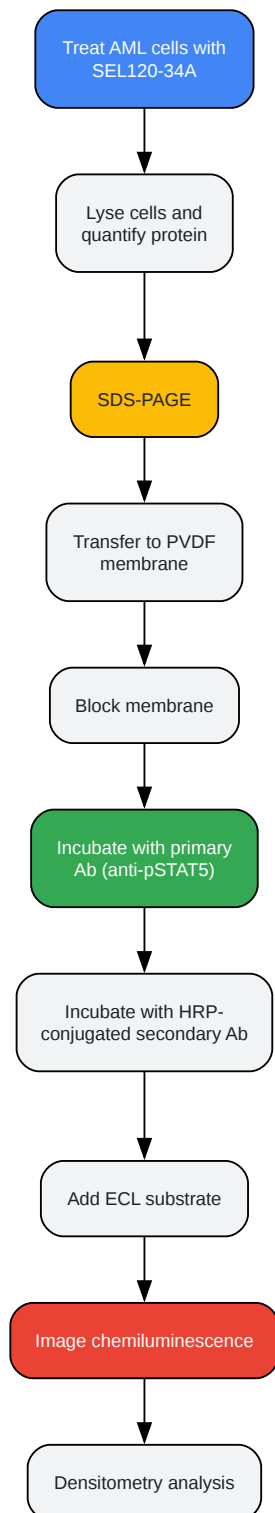 Treat AML cells with
SEL120-34A
Lyse cells and
quantify protein
SDS-PAGE
Transfer to PVDF
membrane
Block membrane
Incubate with primary
Ab (anti-pSTAT5)
Incubate with HRP-
conjugated secondary Ab
Add ECL substrate
Image chemiluminescence
Densitometry analysis